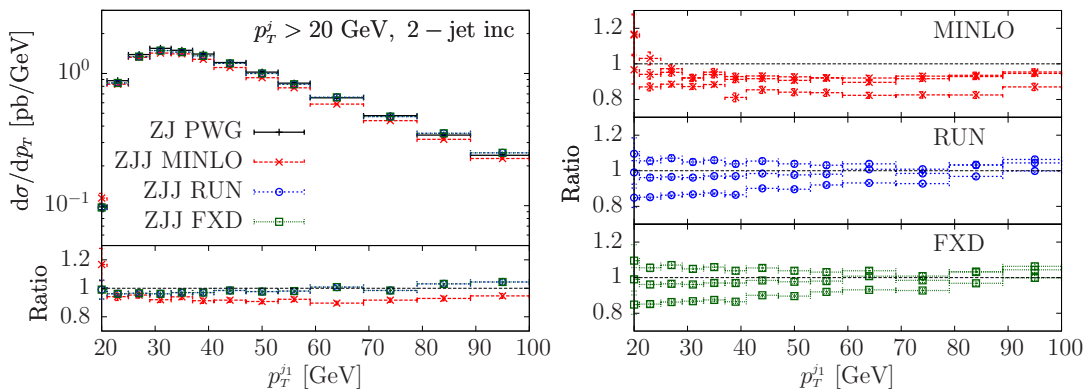 p_T^j > 20 GeV, 2 − jet inc
dσ/dp_T [pb/GeV]
10^0
10^{-1}
ZJ PWG
ZJJ MINLO
ZJJ RUN
ZJJ FXD
Ratio
1.2
1
0.8
20 30 40 50 60 70 80 90 100
p_T^{j1} [GeV]
MINLO
1.2
1
0.8
RUN
Ratio
1.2
1
0.8
FXD
1.2
1
0.8
20 30 40 50 60 70 80 90 100
p_T^{j1} [GeV]